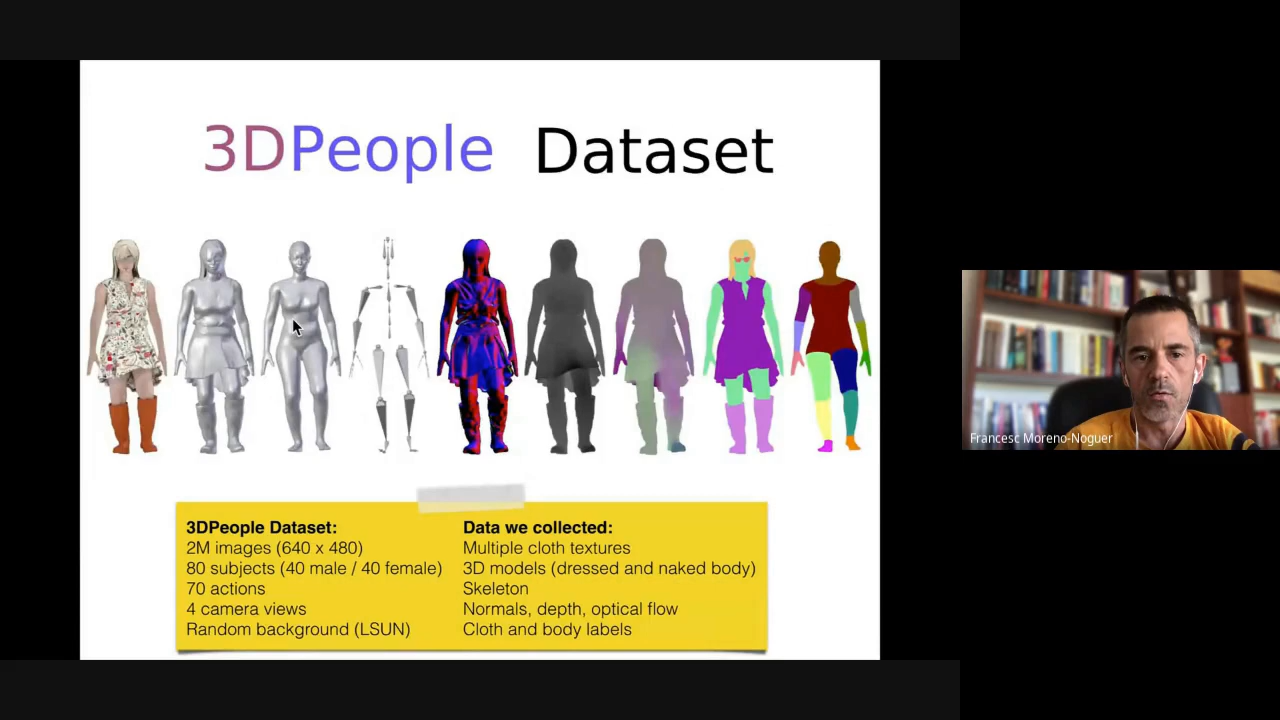 3DPeople Dataset
3DPeople Dataset:
2M images (640 x 480)
80 subjects (40 male / 40 female)
70 actions
4 camera views
Random background (LSUN)
Data we collected:
Multiple cloth textures
3D models (dressed and naked body)
Skeleton
Normals, depth, optical flow
Cloth and body labels
Francesc Moreno-Noguer